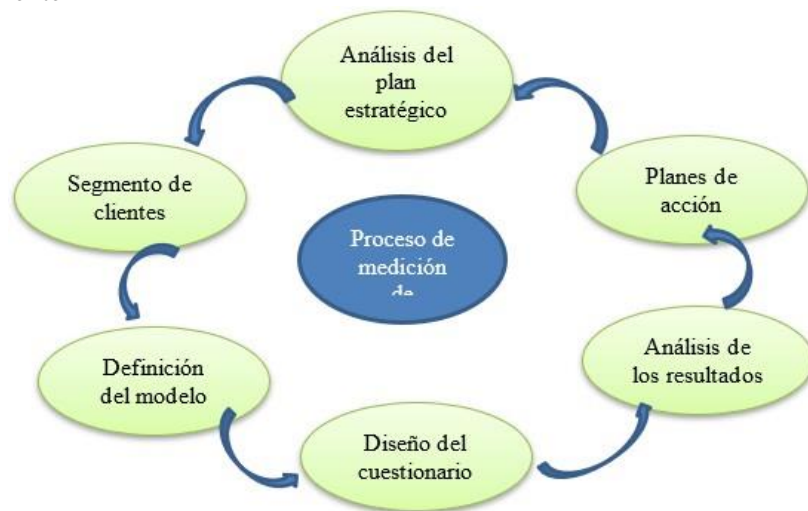 Análisis del
plan
estratégico
Segmento de
clientes
Planes de
acción
Proceso de
medición
de
Definición
del modelo
Análisis de
los resultados
Diseño del
cuestionario